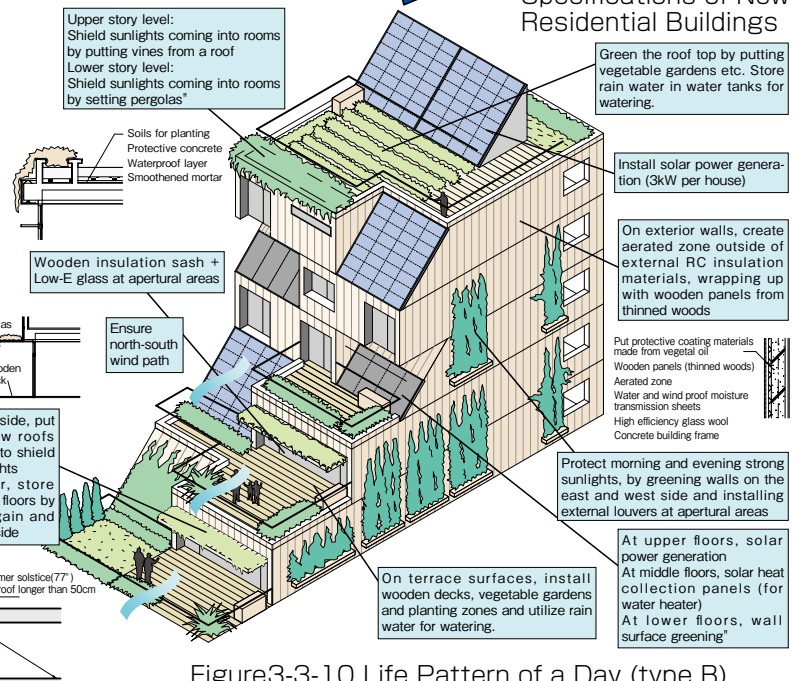 Specifications of New
Residential Buildings
Upper story level:
Shield sunlights coming into rooms
by putting vines from a roof
Lower story level:
Shield sunlights coming into rooms
by setting pergolas"
Green the roof top by putting
vegetable gardens etc. Store
rain water in water tanks for
watering.
Soils for planting
Protective concrete
Waterproof layer
Smoothened mortar
Install solar power genera-
tion (3kW per house)
On exterior walls, create
aerated zone outside of
external RC insulation
materials, wrapping up
with wooden panels from
thinned woods
Wooden insulation sash +
Low-E glass at apertural areas
Ensure
north-south
wind path
Put protective coating materials
made from vegetal oil
Wooden panels (thinned woods)
Aerated zone
Water and wind proof moisture
transmission sheets
High efficiency glass wool
Concrete building frame
side, put
roofs
to shield
store
floors by
and
Protect morning and evening strong
sunlights, by greening walls on the
east and west side and installing
external louvers at apertural areas
At upper floors, solar
power generation
At middle floors, solar heat
collection panels (for
water heater)
At lower floors, wall
surface greening"
solstice(77°)
longer than 50cm
On terrace surfaces, install
wooden decks, vegetable gardens
and planting zones and utilize rain
water for watering.
Figure3-3-10 Life Pattern of a Day (type B)